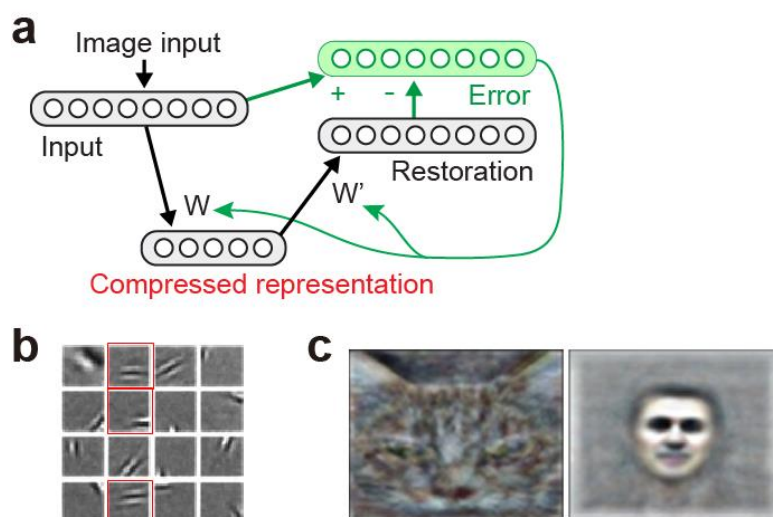 a
Image input
Input
+
-
Error
Restoration
W
W'
Compressed representation
b
c